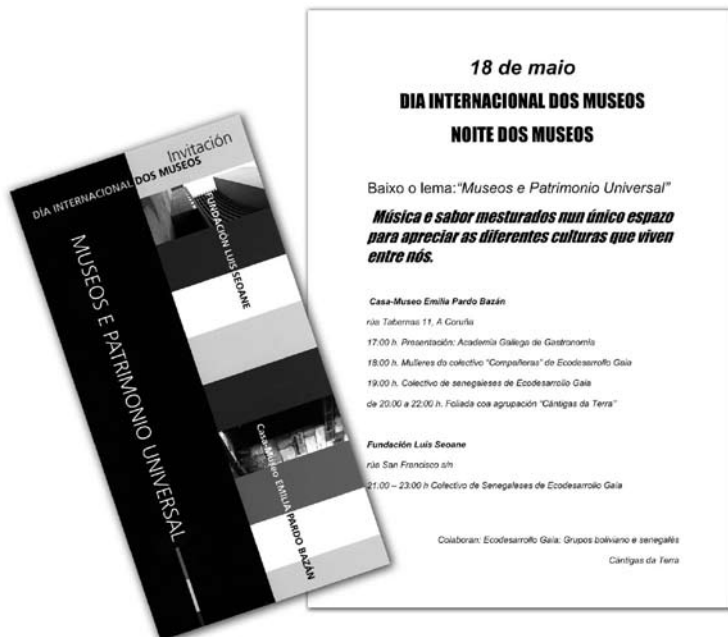 Invitación
DÍA INTERNACIONAL DOS MUSEOS
MUSEOS E PATRIMONIO UNIVERSAL
FUNDACIÓN LUIS SEOANE
Casa-Museo EMILIA PARDO BAZÁN
18 de maio
DIA INTERNACIONAL DOS MUSEOS
NOITE DOS MUSEOS
Baixo o lema:“Museos e Patrimonio Universal”
Música e sabor mesturados nun único espazo
para apreciar as diferentes culturas que viven
entre nós.
Casa-Museo Emilia Pardo Bazán
rúa Tabernas 11, A Coruña
17:00 h. Presentación: Academia Gallega de Gastronomía
18:00 h. Mulleres do colectivo “Compañeras” de Ecodesarrollo Gaia
19:00 h. Colectivo de senegaleses de Ecodesarrollo Gaia
de 20:00 a 22:00 h. Foliada coa agrupación “Cántigas da Terra”
Fundación Luis Seoane
rúa San Francisco s/n
21:00 – 23:00 h Colectivo de Senegaleses de Ecodesarrollo Gaia
Colaboran: Ecodesarrollo Gaia: Grupos boliviano e senegalés
Cántigas da Terra